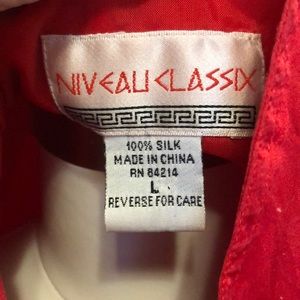 NIVEAU CLASSIX
100% SILK
MADE IN CHINA
RN 84214
L
REVERSE FOR CARE